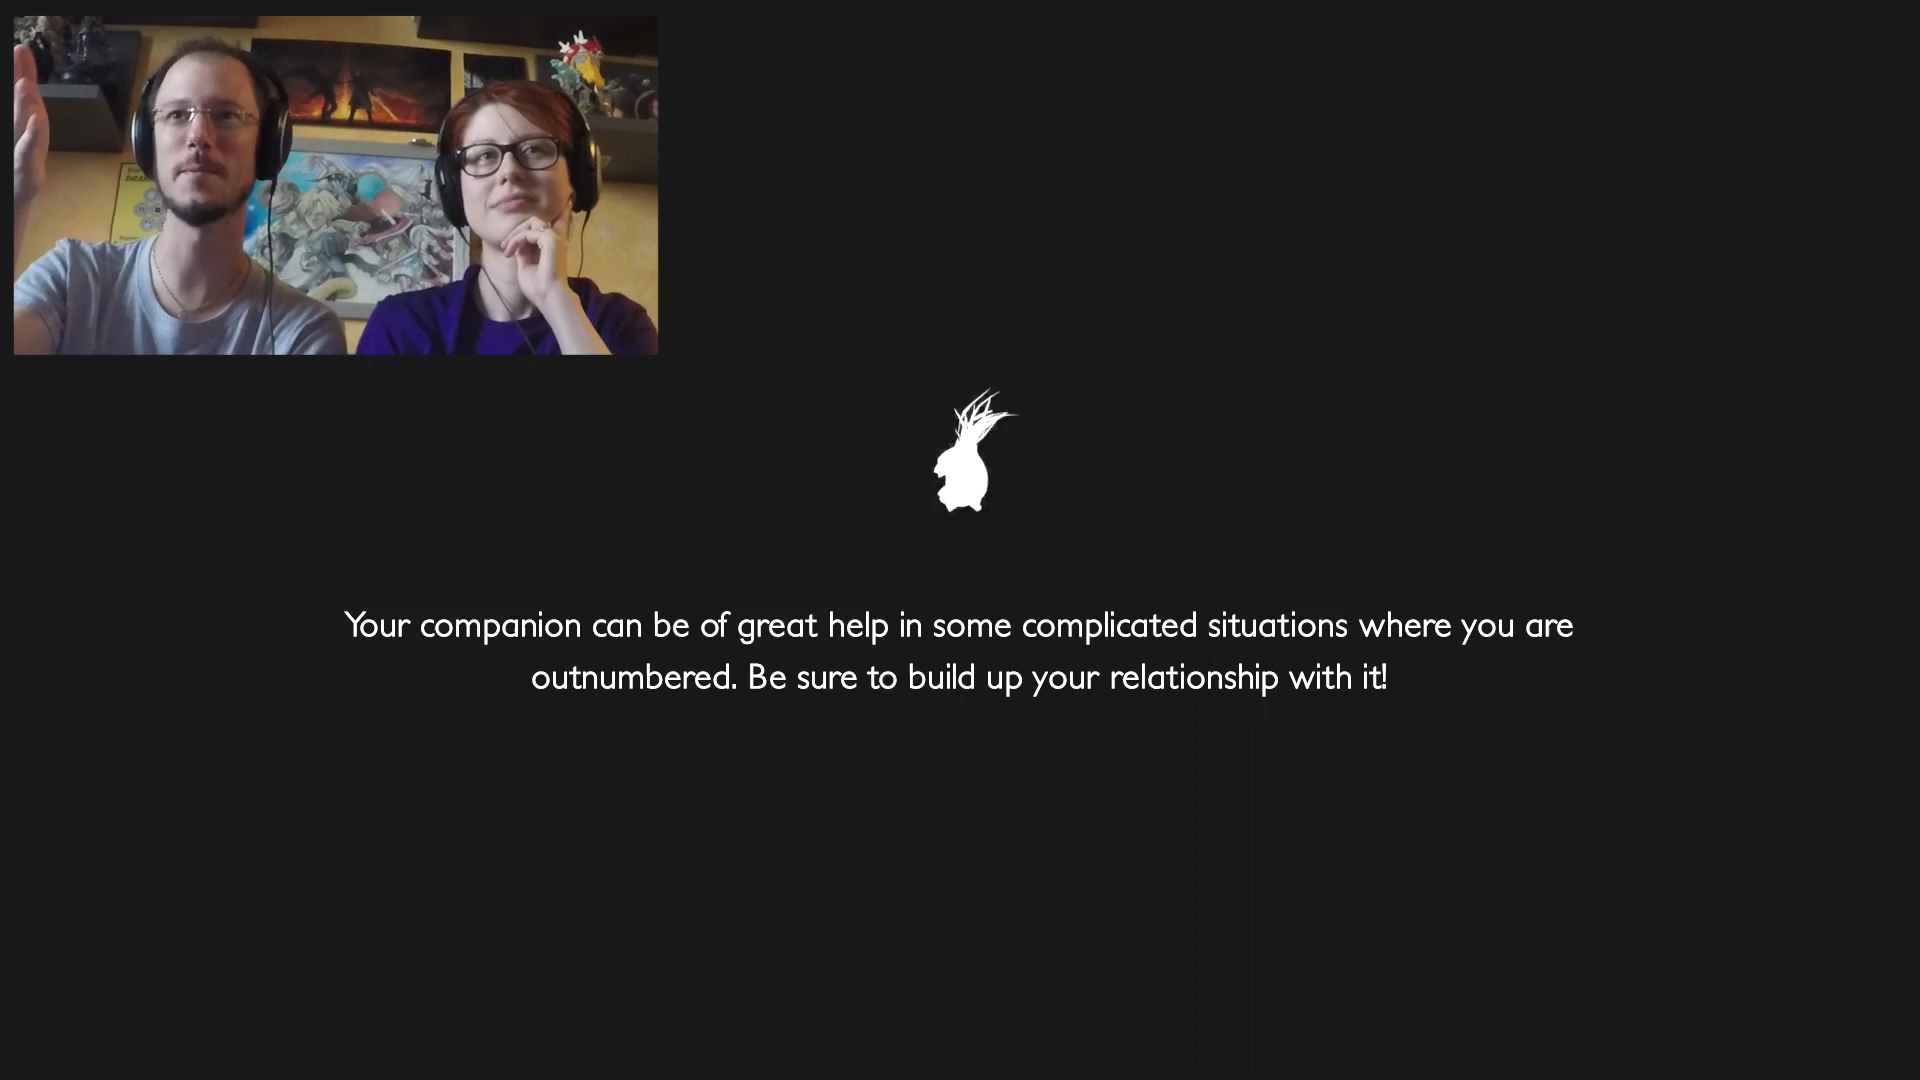 Your companion can be of great help in some complicated situations where you are
outnumbered. Be sure to build up your relationship with it!